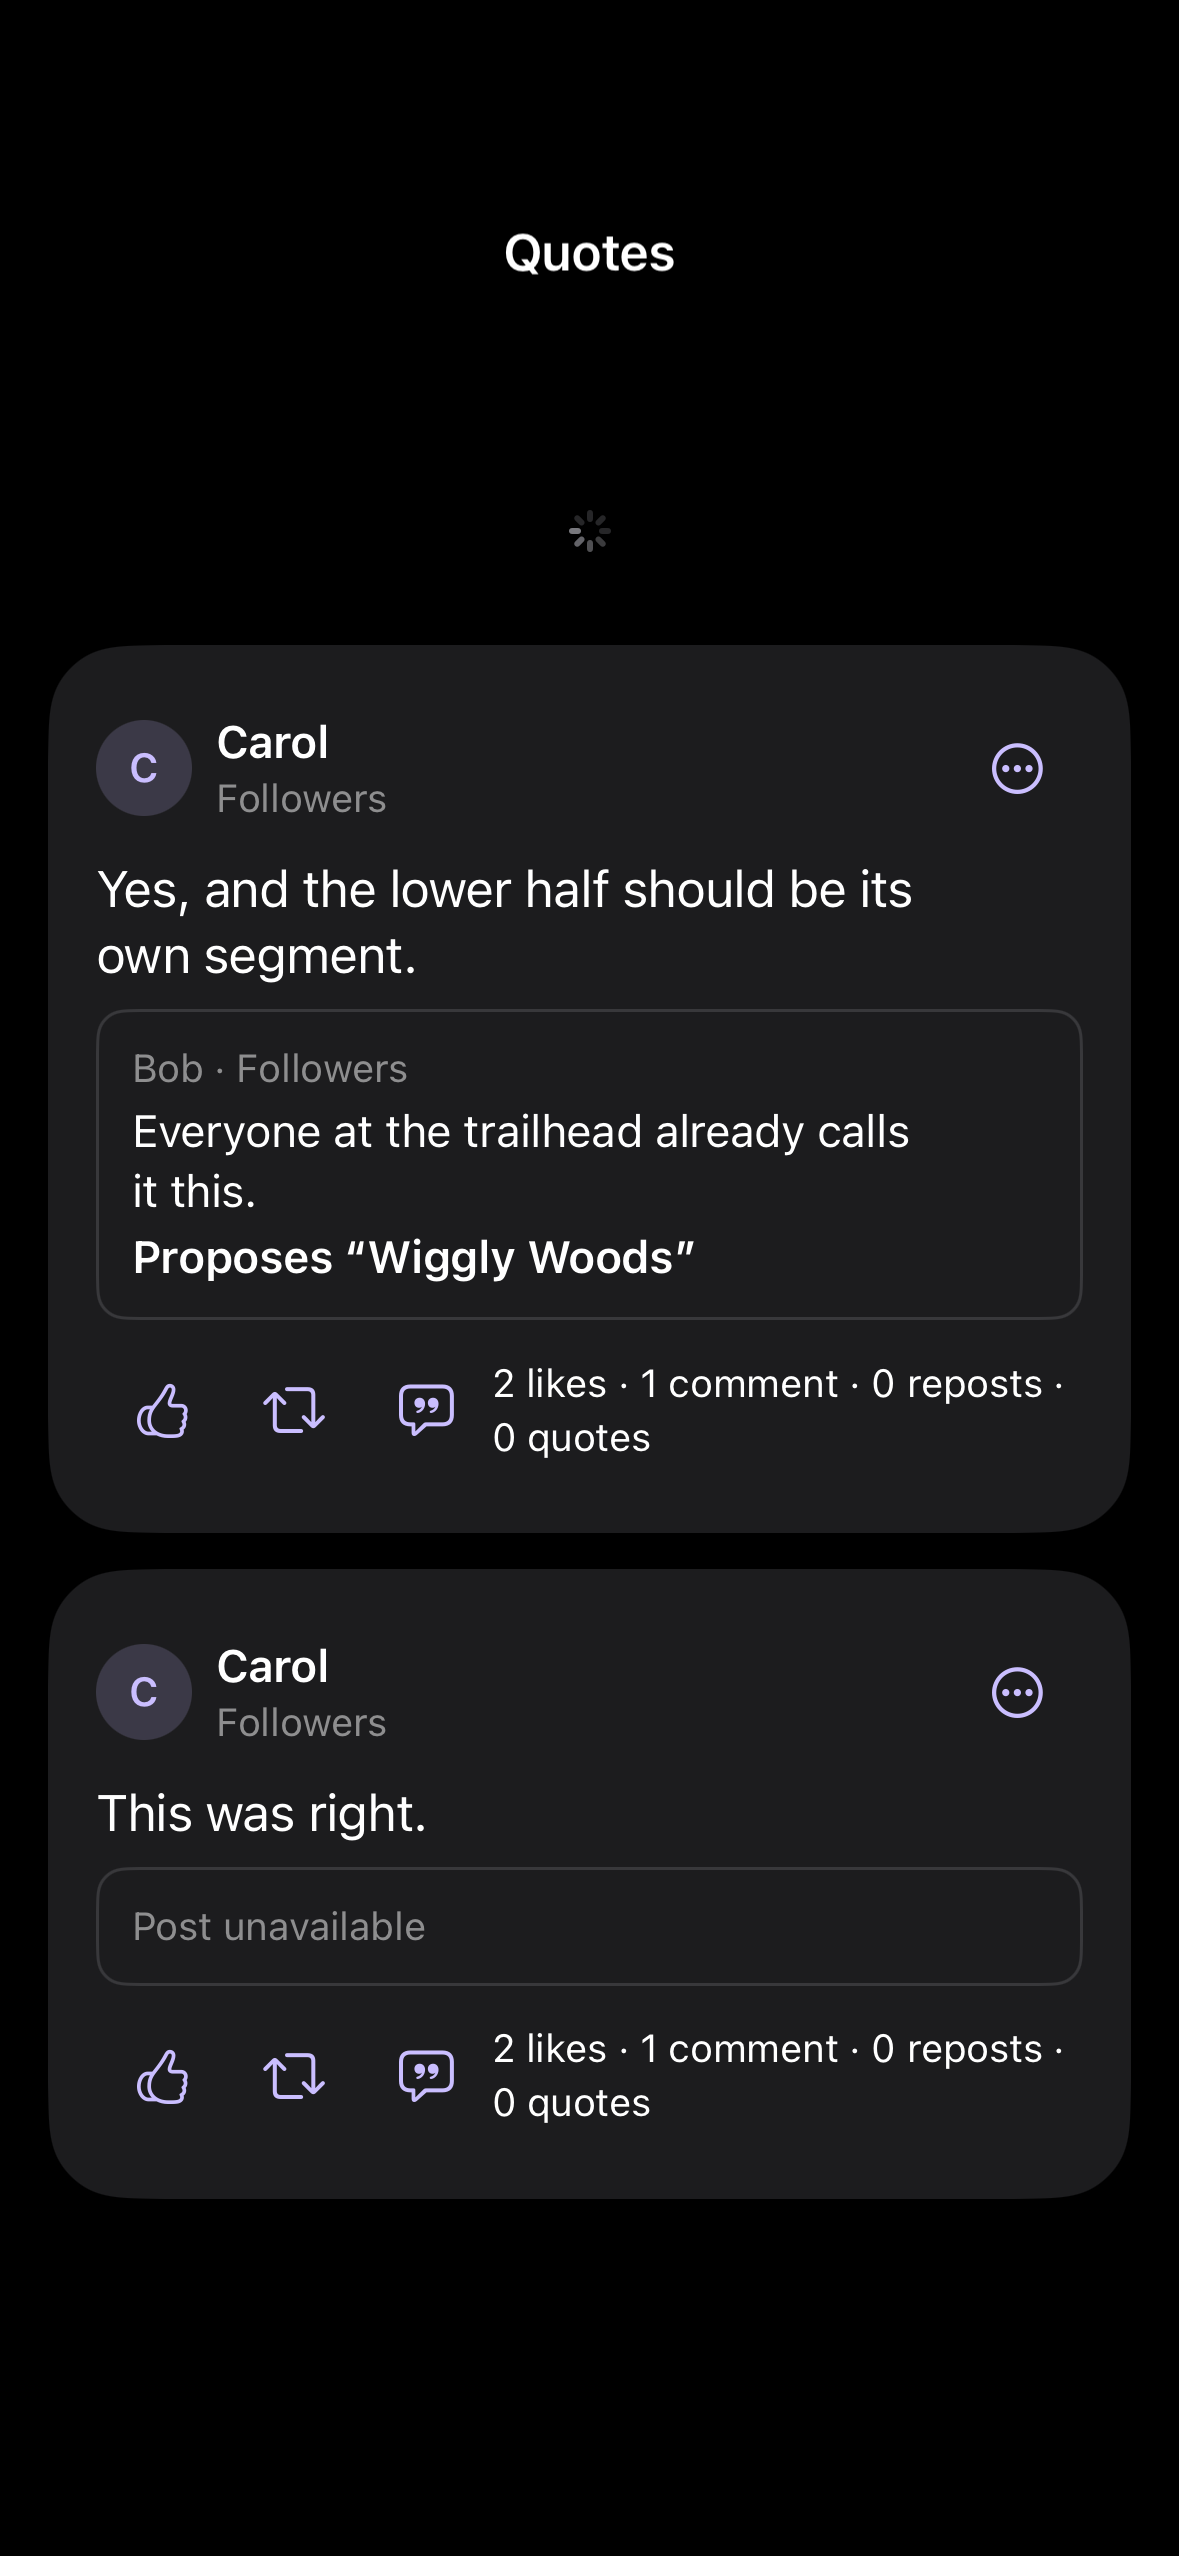 Quotes
C
Carol
Followers
Yes, and the lower half should be its
own segment.
Bob · Followers
Everyone at the trailhead already calls
it this.
Proposes “Wiggly Woods”
2 likes · 1 comment · 0 reposts ·
0 quotes
C
Carol
Followers
This was right.
Post unavailable
2 likes · 1 comment · 0 reposts ·
0 quotes